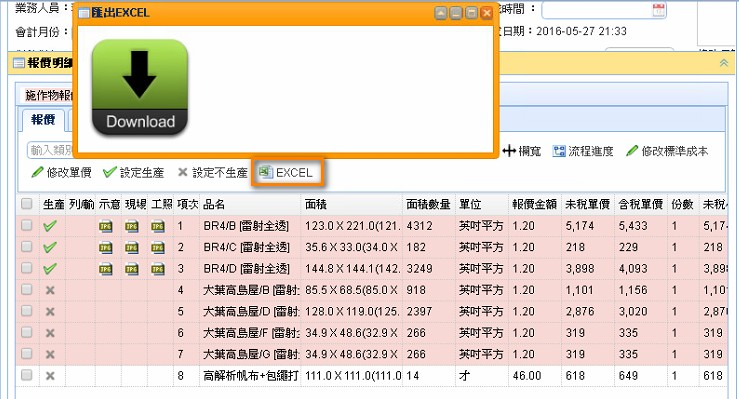 業務人員：
會計月份：
時間：
日期：2016-05-27 21:33
匯出EXCEL
Download
報價明細
施作物報價
報價
輸入類別
欄寬
流程進度
修改標準成本
修改單價
設定生產
設定不生產
EXCEL
生產 列/輸 示意 現場 工照 項次 品名 面積 面積數量 單位 報價金額 未稅單價 含稅單價 份數 未稅
1 BR4/B [雷射全透] 123.0 X 221.0(121. 4312 英吋平方 1.20 5,174 5,433 1 5,17
2 BR4/C [雷射全透] 35.6 X 33.0(34.0 X 182 英吋平方 1.20 218 229 1 218
3 BR4/D [雷射全透] 144.8 X 144.1(142. 3249 英吋平方 1.20 3,898 4,093 1 3,89
4 大葉高島屋/B [雷射 85.5 X 68.5(85.0 X 918 英吋平方 1.20 1,101 1,156 1 1,10
5 大葉高島屋/D [雷射 128.0 X 119.0(125. 2397 英吋平方 1.20 2,876 3,020 1 2,87
6 大葉高島屋/F [雷射 34.9 X 48.6(32.9 X 266 英吋平方 1.20 319 335 1 319
7 大葉高島屋/G [雷射 34.9 X 48.6(32.9 X 266 英吋平方 1.20 319 335 1 319
8 高解析帆布+包繩打 111.0 X 111.0(111.0 14 才 46.00 618 649 1 618